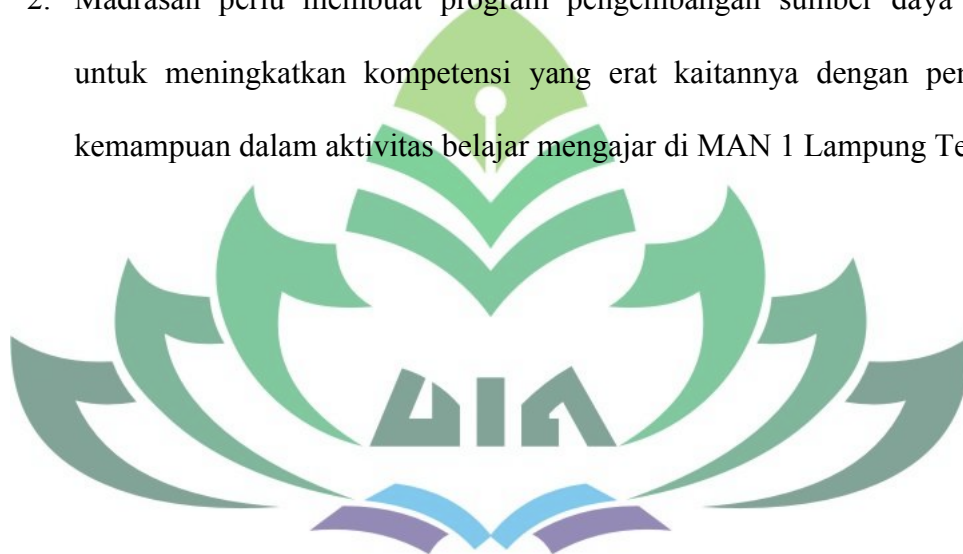 2. Madrasah perlu membuat program pengembangan sumber daya
untuk meningkatkan kompetensi yang erat kaitannya dengan
kemampuan dalam aktivitas belajar mengajar di MAN 1 Lampung
UIN